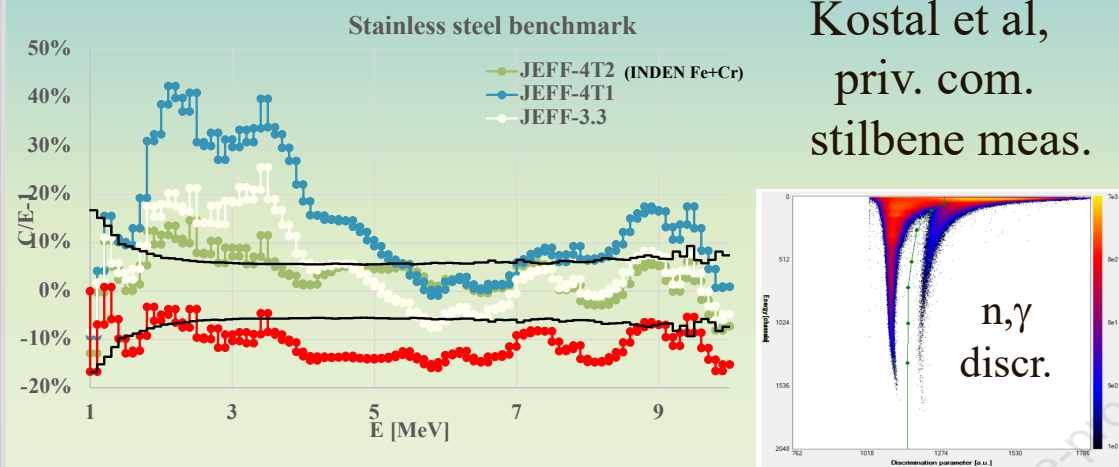 Stainless steel benchmark
50%
40%
30%
20%
10%
0%
-10%
-20%
C/E-1
JEFF-4T2 (INDEN Fe+Cr)
JEFF-4T1
JEFF-3.3
1
3
5
7
9
E [MeV]
Kostal et al,
priv. com.
stilbene meas.
0
512
1024
1536
2048
Energy [channels]
762
1018
1274
1530
1786
Discrimination parameter [a.u.]
n,γ
discr.
7e3
8e2
8e1
9e0
1e0